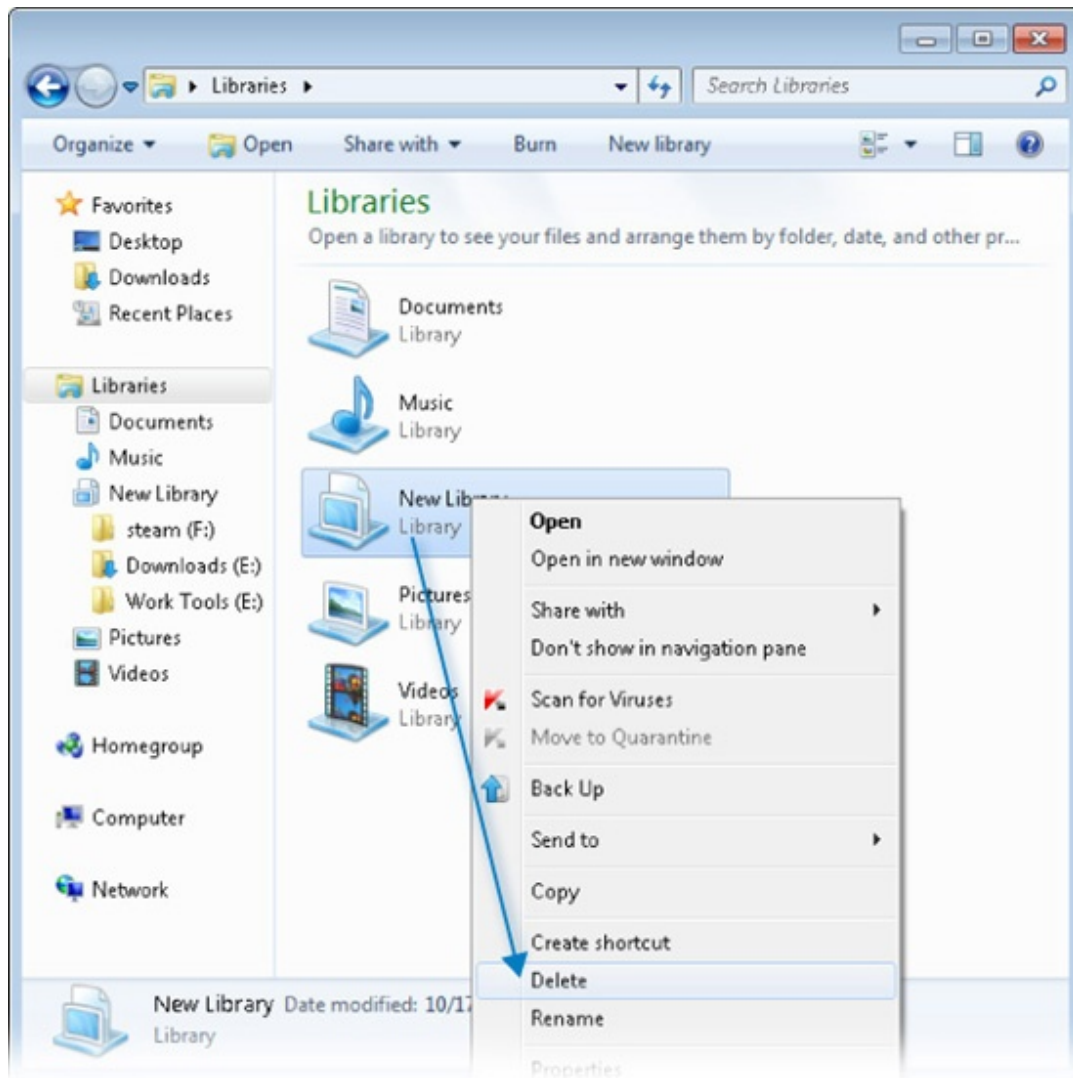 Libraries
Search Libraries
Organize Open Share with Burn New library
Favorites
Desktop
Downloads
Recent Places
Libraries
Documents
Music
New Library
steam (F:)
Downloads (E:)
Work Tools (E:)
Pictures
Videos
Homegroup
Computer
Network
Libraries
Open a library to see your files and arrange them by folder, date, and other pr...
Documents
Library
Music
Library
New Library
Library
Pictures
Library
Videos
Library
Open
Open in new window
Share with
Don't show in navigation pane
Scan for Viruses
Move to Quarantine
Back Up
Send to
Copy
Create shortcut
Delete
Rename
Properties
New Library Date modified: 10/17
Library